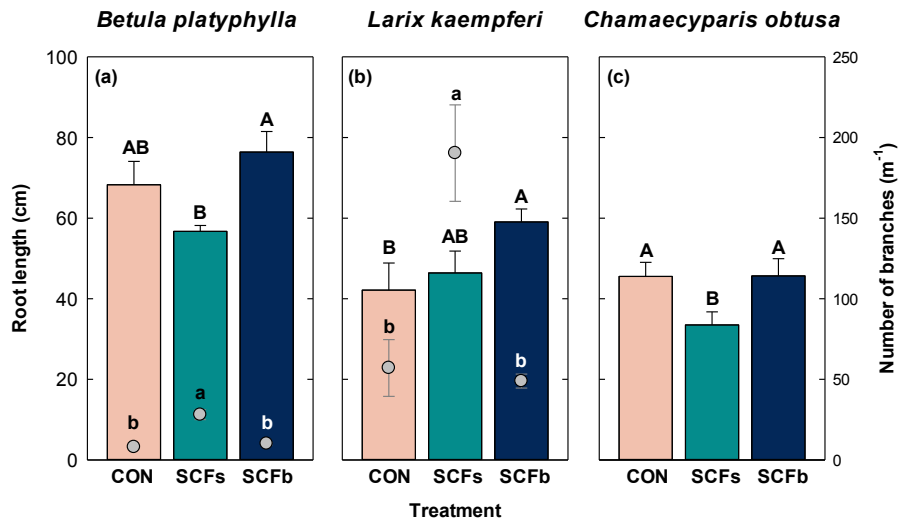 Betula platyphylla
Larix kaempferi
Chamaecyparis obtusa
Root length (cm)
100
80
60
40
20
0
(a)
AB
B
A
b
a
b
CON
SCFs
SCFb
(b)
a
B
AB
A
b
b
CON
SCFs
SCFb
(c)
A
B
A
CON
SCFs
SCFb
250
200
150
100
50
0
Number of branches (m⁻¹)
Treatment